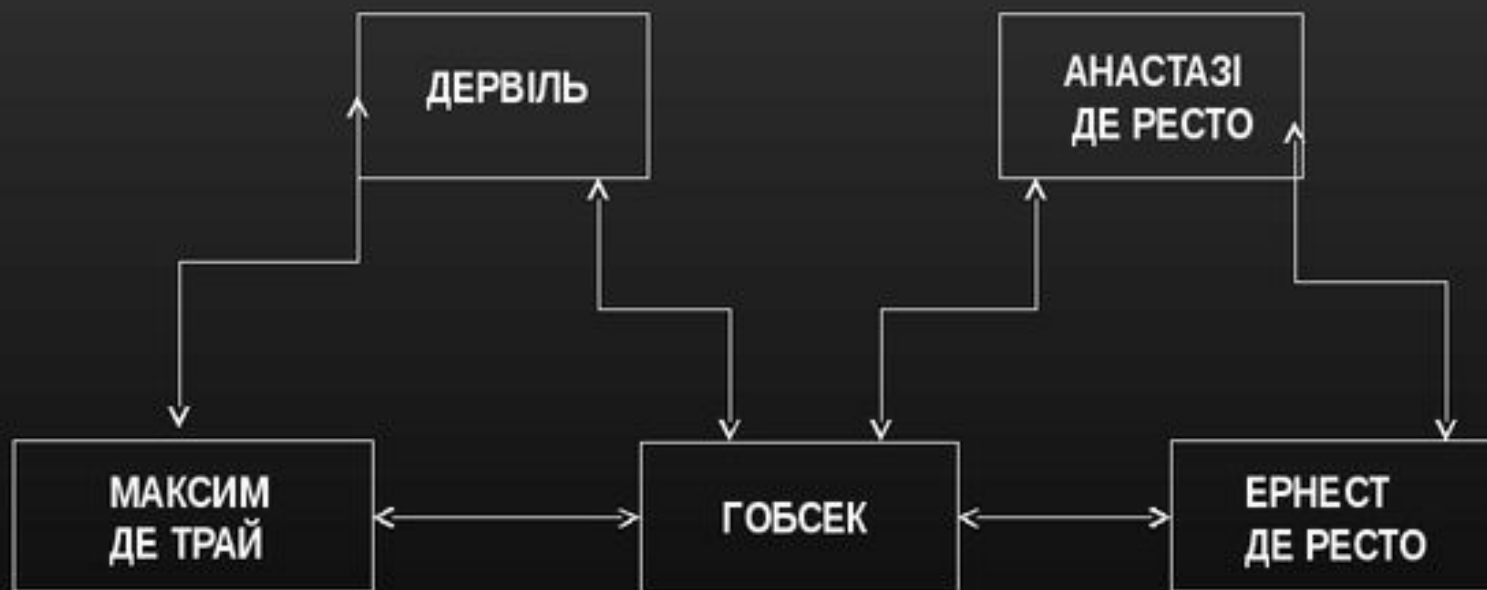 ДЕРВІЛЬ
АНАСТАЗІ
ДЕ РЕСТО
МАКСИМ
ДЕ ТРАЙ
ГОБСЕК
ЕРНЕСТ
ДЕ РЕСТО